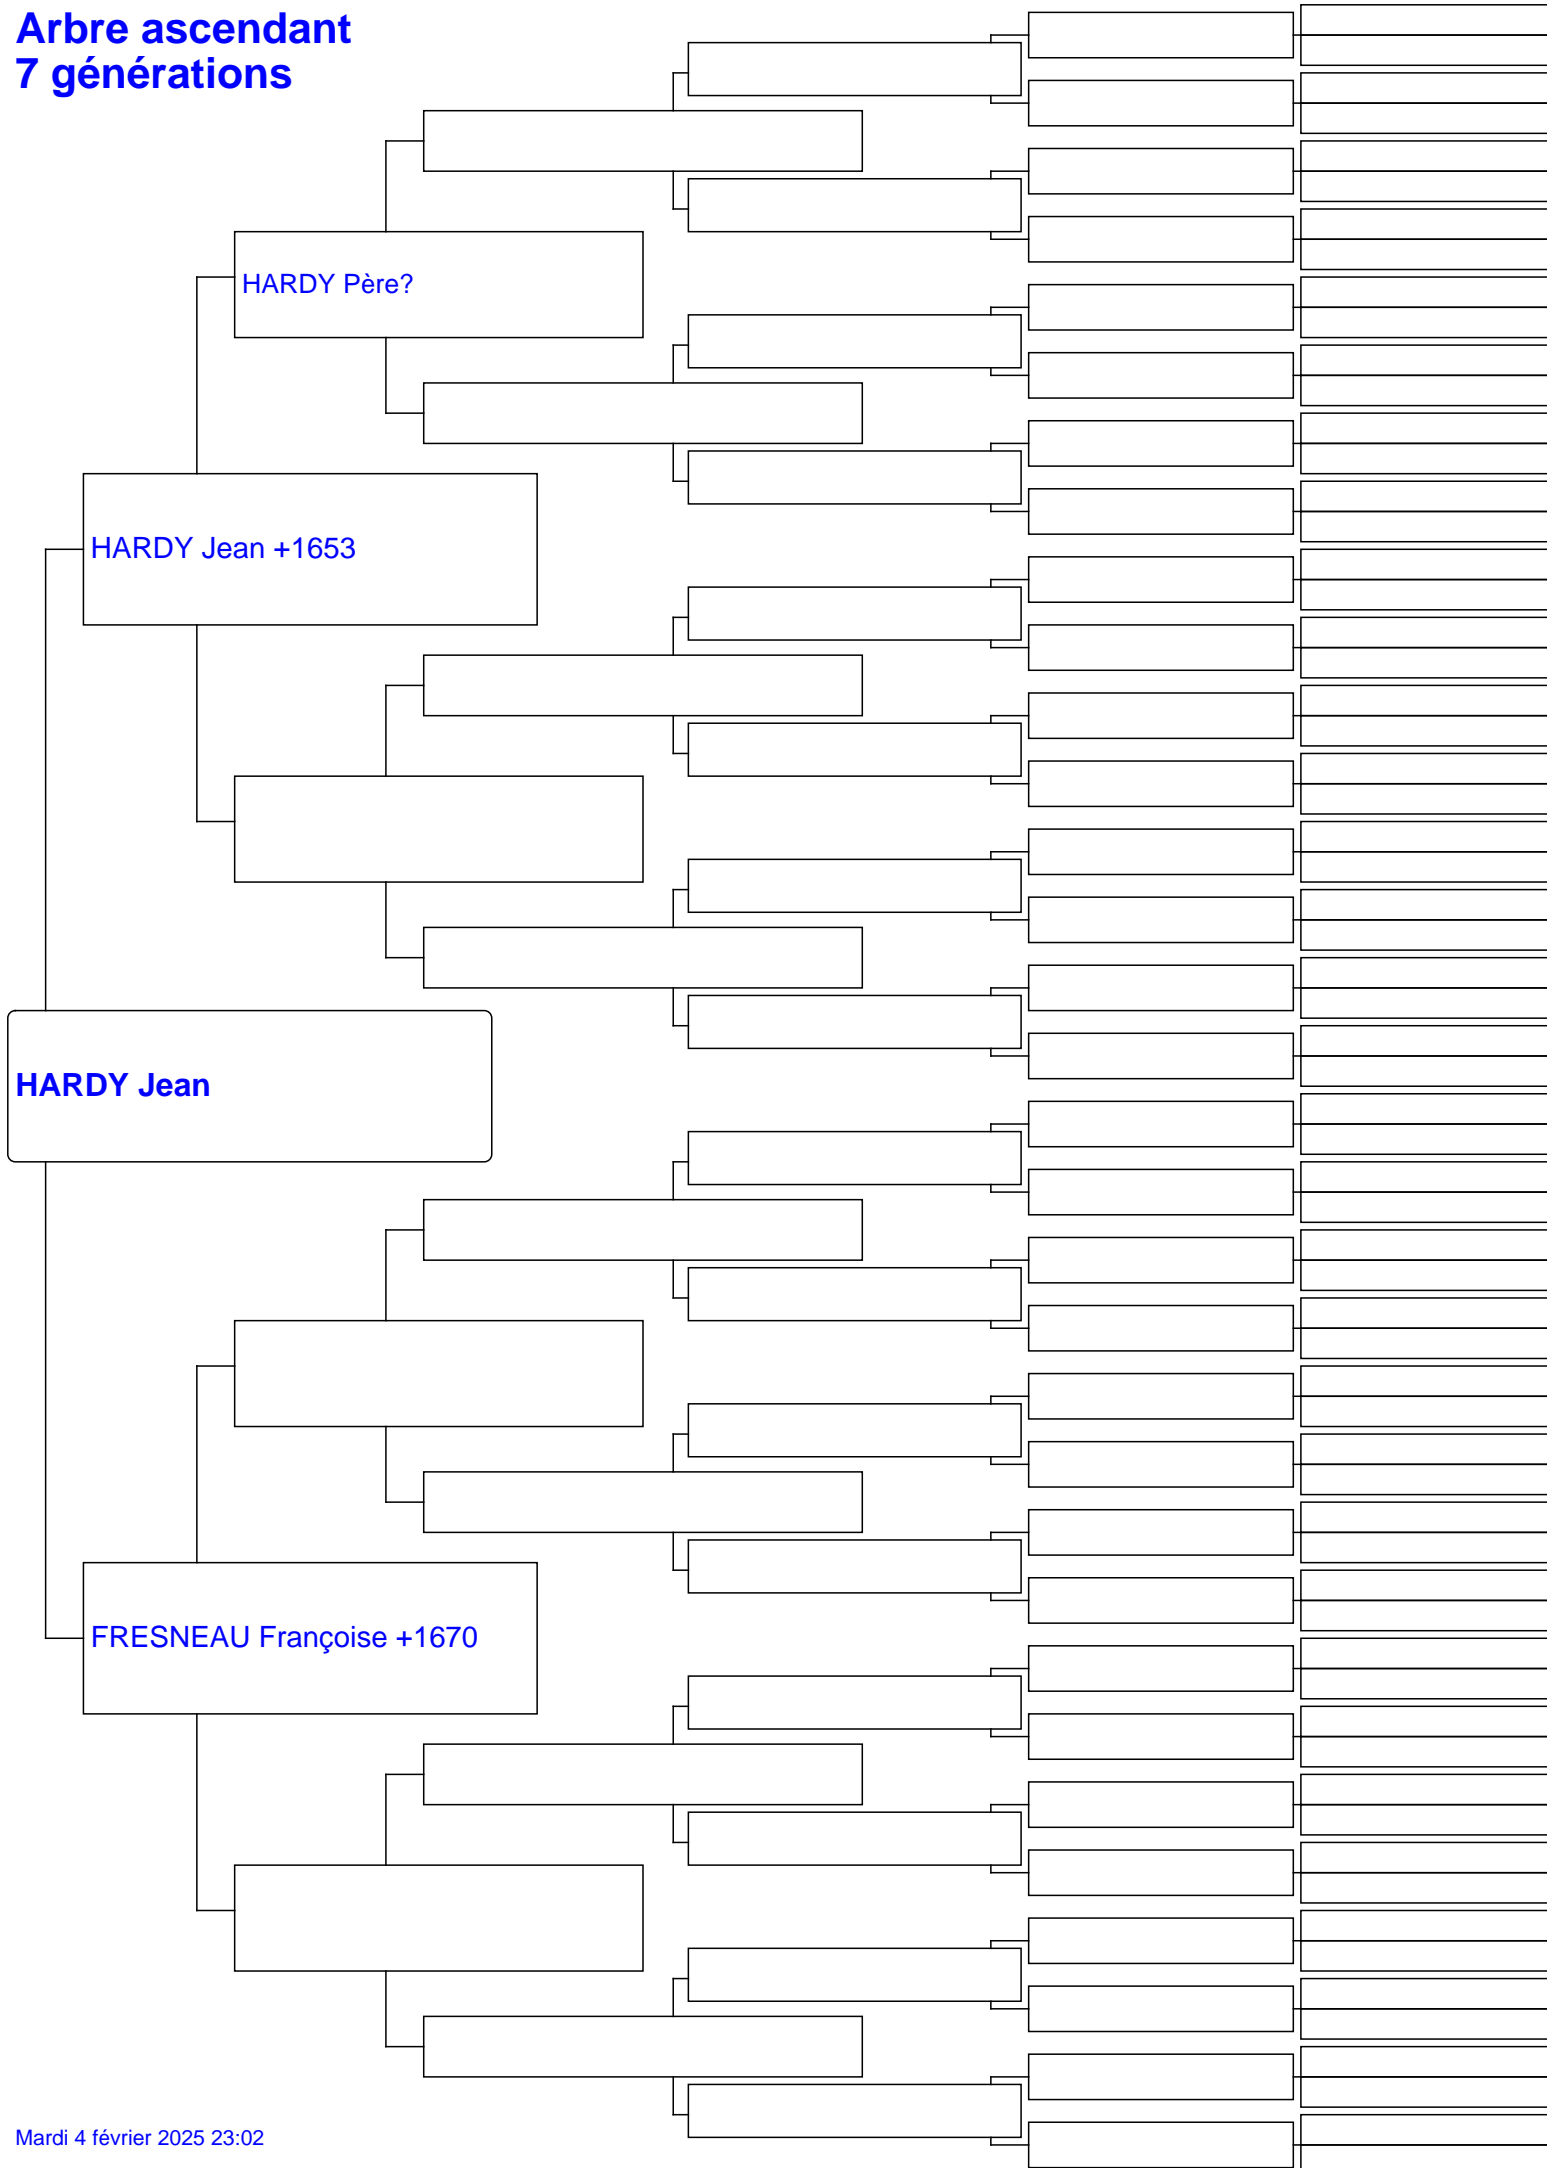 Arbre ascendant
7 générations
HARDY Père?
HARDY Jean +1653
HARDY Jean
FRESNEAU Françoise +1670
Mardi 4 février 2025 23:02